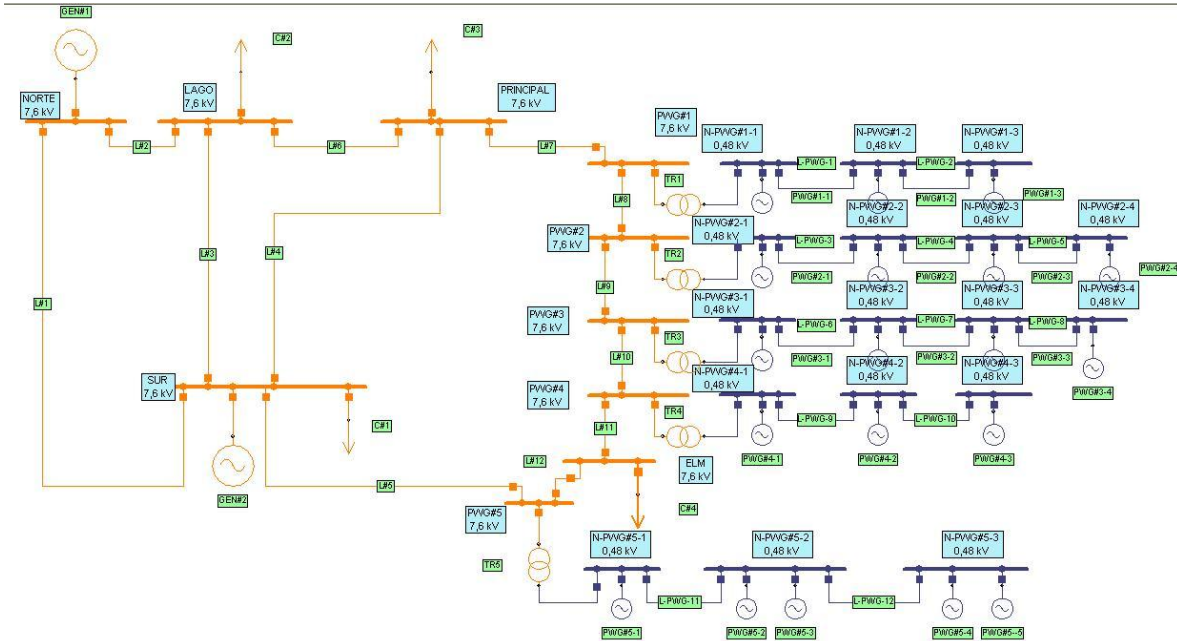 GEN#1
C#2
C#3
NORTE
7,6 kV
LAGO
7,6 kV
PRINCIPAL
7,6 kV
L#2
L#6
L#7
PWG#1
7,6 kV
N-PWG#1-1
0,48 kV
L-PWG-1
N-PWG#1-2
0,48 kV
L-PWG-2
N-PWG#1-3
0,48 kV
TR1
L#8
PWG#1-1
PWG#1-2
PWG#1-3
PWG#2
7,6 kV
N-PWG#2-1
0,48 kV
L-PWG-3
N-PWG#2-2
0,48 kV
L-PWG-4
N-PWG#2-3
0,48 kV
L-PWG-5
N-PWG#2-4
0,48 kV
TR2
L#9
PWG#2-1
PWG#2-2
PWG#2-3
PWG#2-4
L#3
L#4
L#1
PWG#3
7,6 kV
N-PWG#3-1
0,48 kV
L-PWG-6
N-PWG#3-2
0,48 kV
L-PWG-7
N-PWG#3-3
0,48 kV
L-PWG-8
N-PWG#3-4
0,48 kV
TR3
L#10
PWG#3-1
PWG#3-2
PWG#3-3
PWG#3-4
SUR
7,6 kV
PWG#4
7,6 kV
N-PWG#4-1
0,48 kV
L-PWG-9
N-PWG#4-2
0,48 kV
L-PWG-10
N-PWG#4-3
0,48 kV
TR4
L#11
C#1
PWG#4-1
PWG#4-2
PWG#4-3
GEN#2
L#5
L#12
ELM
7,6 kV
C#4
PWG#5
7,6 kV
TR5
N-PWG#5-1
0,48 kV
N-PWG#5-2
0,48 kV
N-PWG#5-3
0,48 kV
L-PWG-11
L-PWG-12
PWG#5-1
PWG#5-2
PWG#5-3
PWG#5-4
PWG#5--5